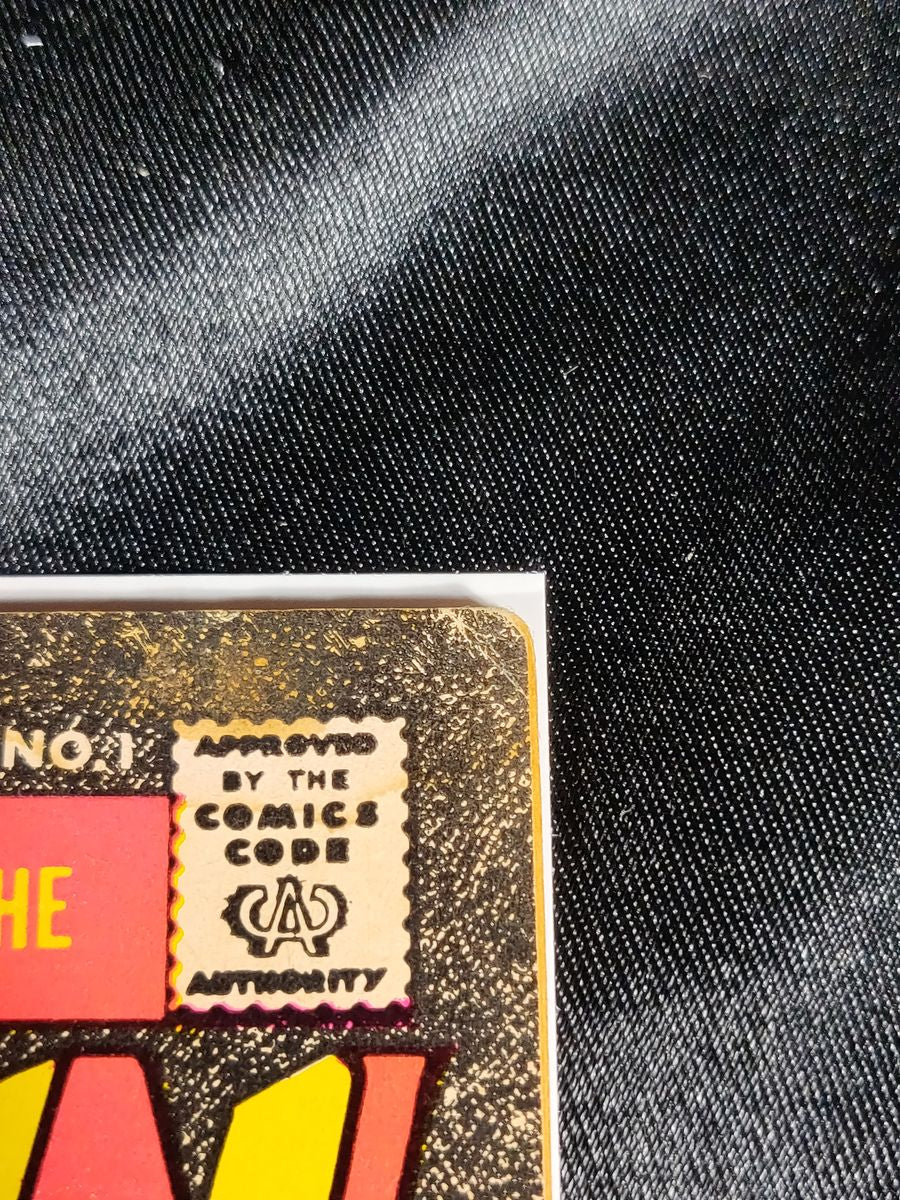 NO. 1
APPROVED
BY THE
COMICS
CODE
CA
AUTHORITY
HE